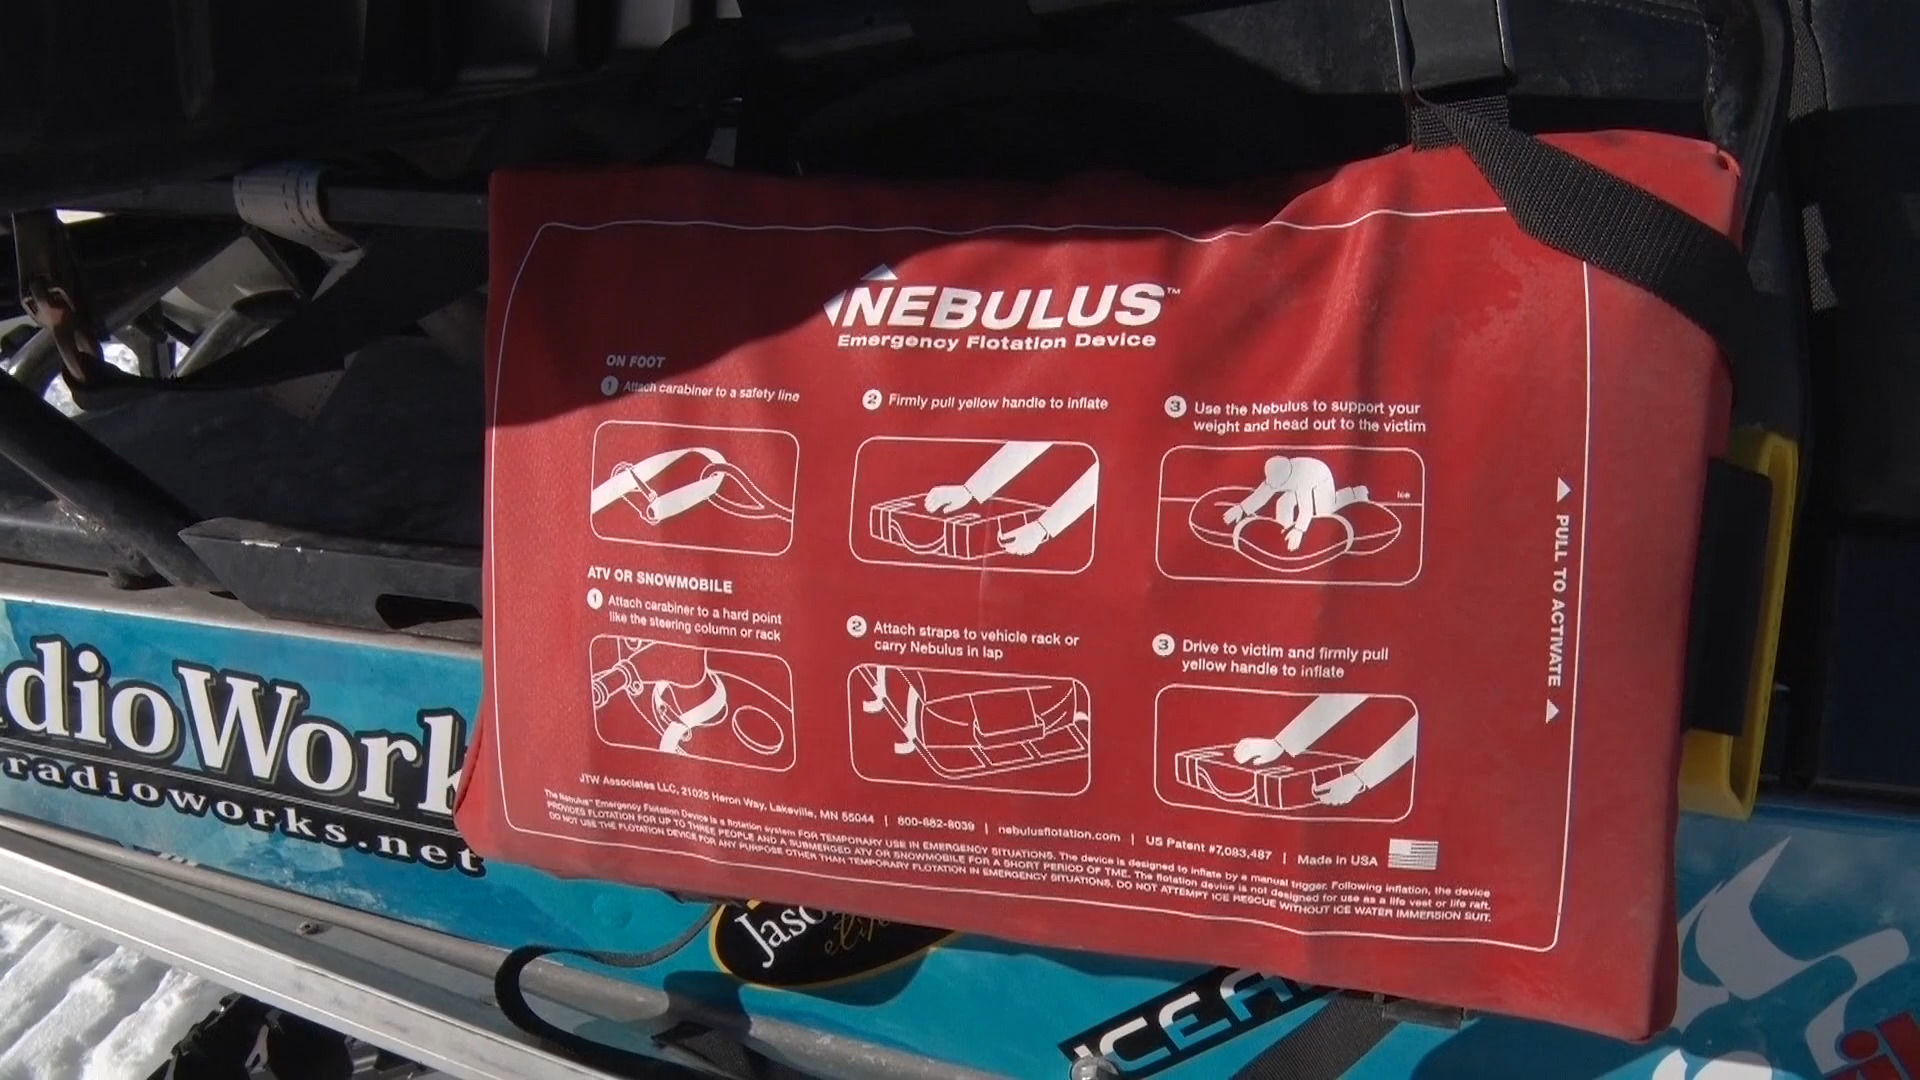 NEBULUS™
Emergency Flotation Device
ON FOOT
1 Attach carabiner to a safety line
2 Firmly pull yellow handle to inflate
3 Use the Nebulus to support your
weight and head out to the victim
Ice
ATV OR SNOWMOBILE
1 Attach carabiner to a hard point
like the steering column or rack
2 Attach straps to vehicle rack or
carry Nebulus in lap
3 Drive to victim and firmly pull
yellow handle to inflate
PULL TO ACTIVATE
JTW Associates LLC, 21025 Heron Way, Lakeville, MN 55044 | 800-682-8039 | nebulusflotation.com | US Patent #7,083,487 | Made in USA
The Nebulus™ Emergency Flotation Device is a flotation system FOR TEMPORARY USE IN EMERGENCY SITUATIONS. The device is designed to inflate by a manual trigger. Following inflation, the device
PROVIDES FLOTATION FOR UP TO THREE PEOPLE AND A SUBMERGED ATV OR SNOWMOBILE FOR A SHORT PERIOD OF TIME. The flotation device is not designed for use as a life vest or life raft.
DO NOT USE THE FLOTATION DEVICE FOR ANY PURPOSE OTHER THAN TEMPORARY FLOTATION IN EMERGENCY SITUATIONS. DO NOT ATTEMPT ICE RESCUE WITHOUT ICE WATER IMMERSION SUIT.
dioWork
radioworks.net
Jaso
ICEA